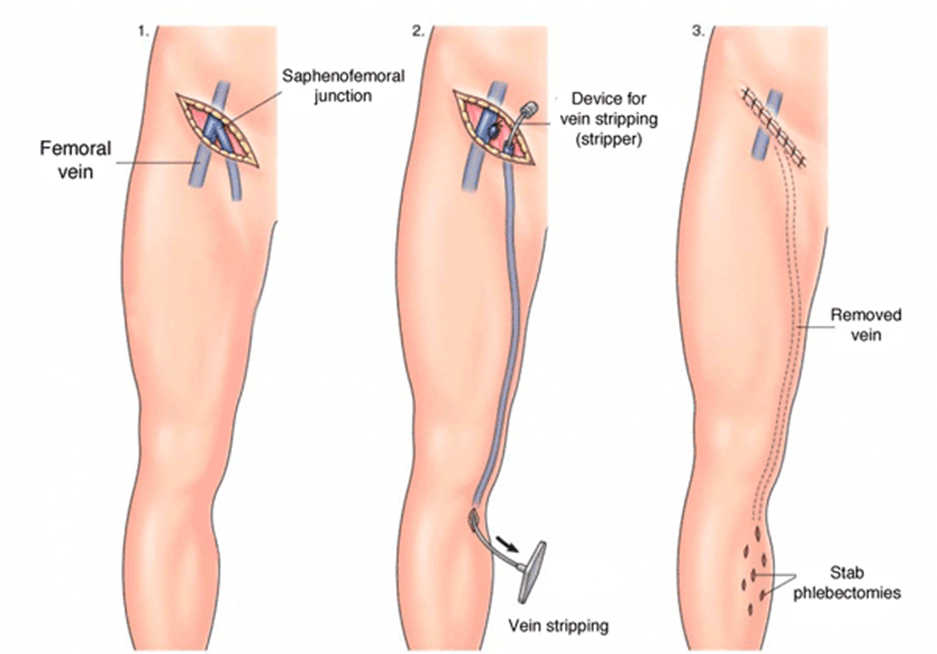 1.
Saphenofemoral
junction
Femoral
vein
2.
Device for
vein stripping
(stripper)
Vein stripping
3.
Removed
vein
Stab
phlebectomies